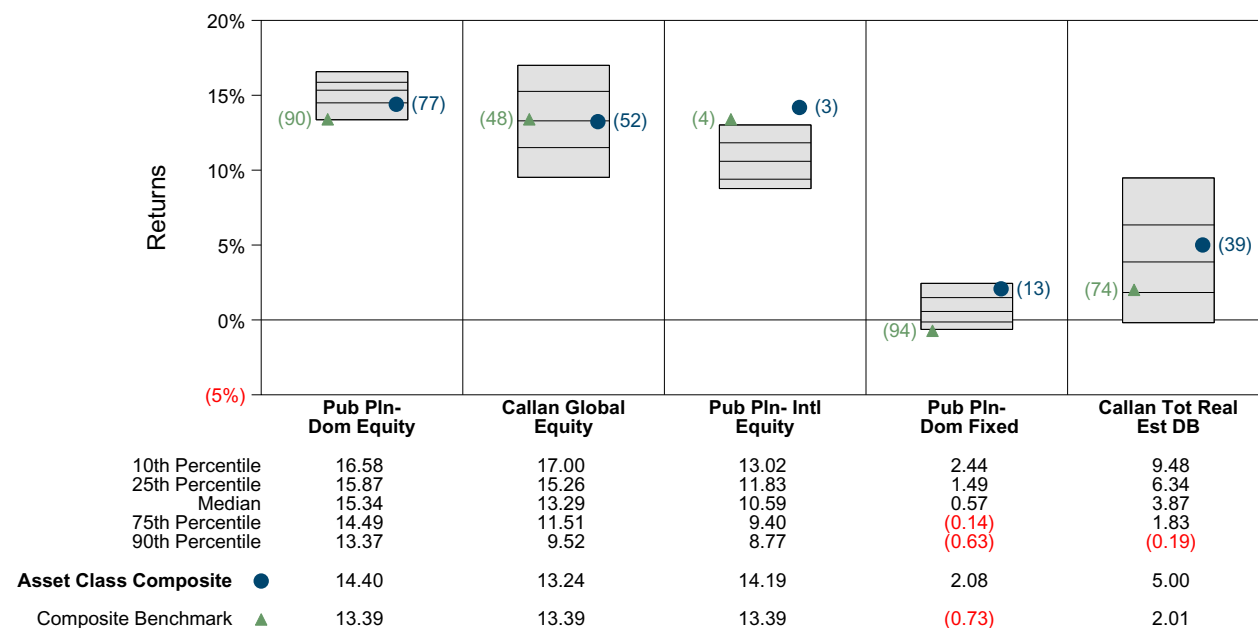 20%
15%
10%
5%
0%
(5%)
Returns
(90)
(77)
(48)
(52)
(4)
(3)
(94)
(13)
(74)
(39)
Pub Pln-
Dom Equity
Callan Global
Equity
Pub Pln- Intl
Equity
Pub Pln-
Dom Fixed
Callan Tot Real
Est DB
10th Percentile 16.58 17.00 13.02 2.44 9.48
25th Percentile 15.87 15.26 11.83 1.49 6.34
Median 15.34 13.29 10.59 0.57 3.87
75th Percentile 14.49 11.51 9.40 (0.14) 1.83
90th Percentile 13.37 9.52 8.77 (0.63) (0.19)
Asset Class Composite 14.40 13.24 14.19 2.08 5.00
Composite Benchmark 13.39 13.39 13.39 (0.73) 2.01